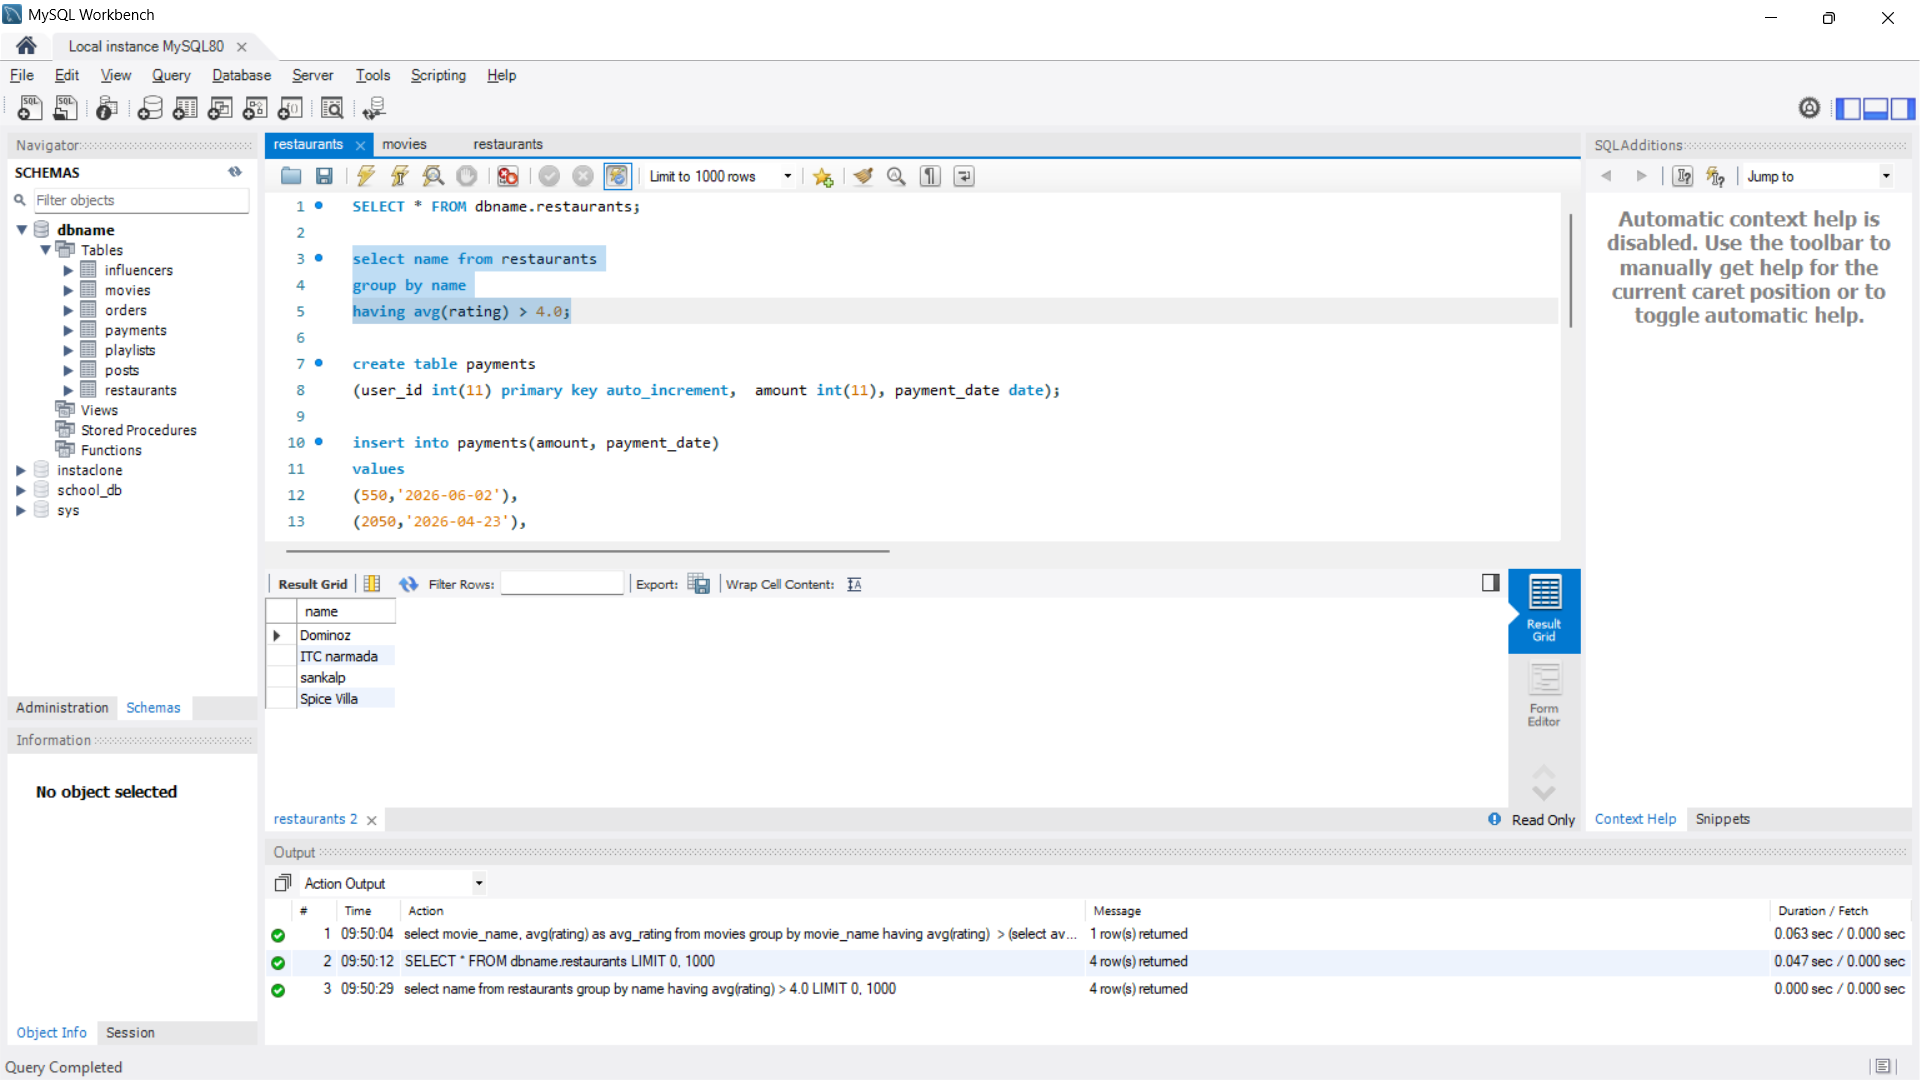 MySQL Workbench
Local instance MySQL80
File Edit View Query Database Server Tools Scripting Help
Navigator
SCHEMAS
Filter objects
dbname
Tables
influencers
movies
orders
payments
playlists
posts
restaurants
Views
Stored Procedures
Functions
instaclone
school_db
sys
Administration Schemas
Information
No object selected
Object Info Session
restaurants movies restaurants
Limit to 1000 rows
1 SELECT * FROM dbname.restaurants;
2
3 select name from restaurants
4 group by name
5 having avg(rating) > 4.0;
6
7 create table payments
8 (user_id int(11) primary key auto_increment,  amount int(11), payment_date date);
9
10 insert into payments(amount, payment_date)
11 values
12 (550,'2026-06-02'),
13 (2050,'2026-04-23'),
Result Grid Filter Rows: Export: Wrap Cell Content:
name
Dominoz
ITC narmada
sankalp
Spice Villa
Result
Grid
Form
Editor
restaurants 2 Read Only
SQLAdditions
Jump to
Automatic context help is
disabled. Use the toolbar to
manually get help for the
current caret position or to
toggle automatic help.
Context Help Snippets
Output
Action Output
# Time Action Message Duration / Fetch
1 09:50:04 select movie_name, avg(rating) as avg_rating from movies group by movie_name having avg(rating) > (select av... 1 row(s) returned 0.063 sec / 0.000 sec
2 09:50:12 SELECT * FROM dbname.restaurants LIMIT 0, 1000 4 row(s) returned 0.047 sec / 0.000 sec
3 09:50:29 select name from restaurants group by name having avg(rating) > 4.0 LIMIT 0, 1000 4 row(s) returned 0.000 sec / 0.000 sec
Query Completed